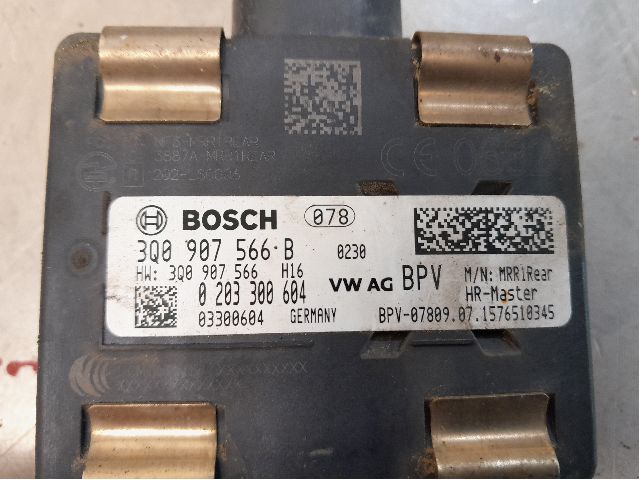 BOSCH 078
3Q0 907 566 B 0230
HW: 3Q0 907 566 H16 VW AG BPV M/N: MRR1Rear
0 203 300 604 HR-Master
03300604 GERMANY BPV-07809.07.1576510345